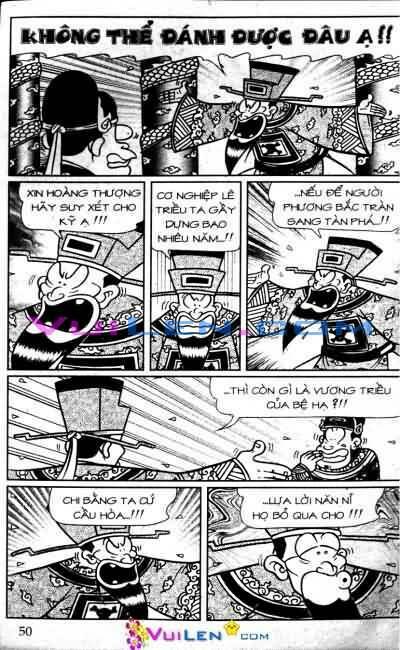 KHÔNG THỂ ĐÁNH ĐƯỢC ĐÂU Ạ!!
XIN HOÀNG THƯỢNG
HÃY SUY XÉT CHO
KỸ Ạ!!!
CƠ NGHIỆP LÊ
TRIỀU TA GẦY
DỰNG BAO
NHIÊU NĂM...!!
...NẾU ĐỂ NGƯỜI
PHƯƠNG BẮC TRÀN
SANG TÀN PHÁ...!!
...THÌ CÒN GÌ LÀ VƯƠNG TRIỀU
CỦA BỆ HẠ ?!!
CHI BẰNG TA CỨ
CẦU HÒA...!!!
...LỰA LỜI NĂN NỈ
HỌ BỎ QUA CHO !!!
VUILEN.COM
50
VUILEN.COM